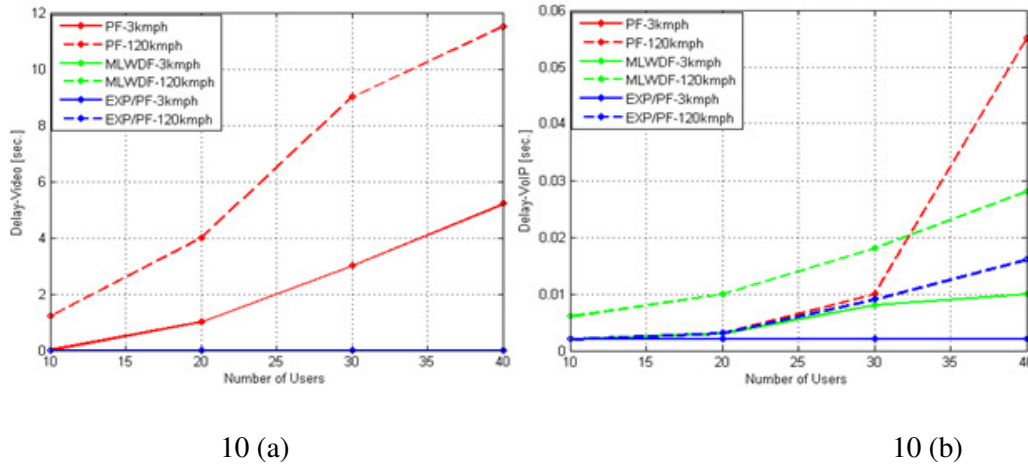 12
10
8
6
4
2
0
Delay-Video [sec.]
PF-3kmph
PF-120kmph
MLWDF-3kmph
MLWDF-120kmph
EXP/PF-3kmph
EXP/PF-120kmph
10 15 20 25 30 35 40
Number of Users
10 (a)
0.06
0.05
0.04
0.03
0.02
0.01
0
Delay-VoIP [sec.]
PF-3kmph
PF-120kmph
MLWDF-3kmph
MLWDF-120kmph
EXP/PF-3kmph
EXP/PF-120kmph
10 15 20 25 30 35 40
Number of Users
10 (b)